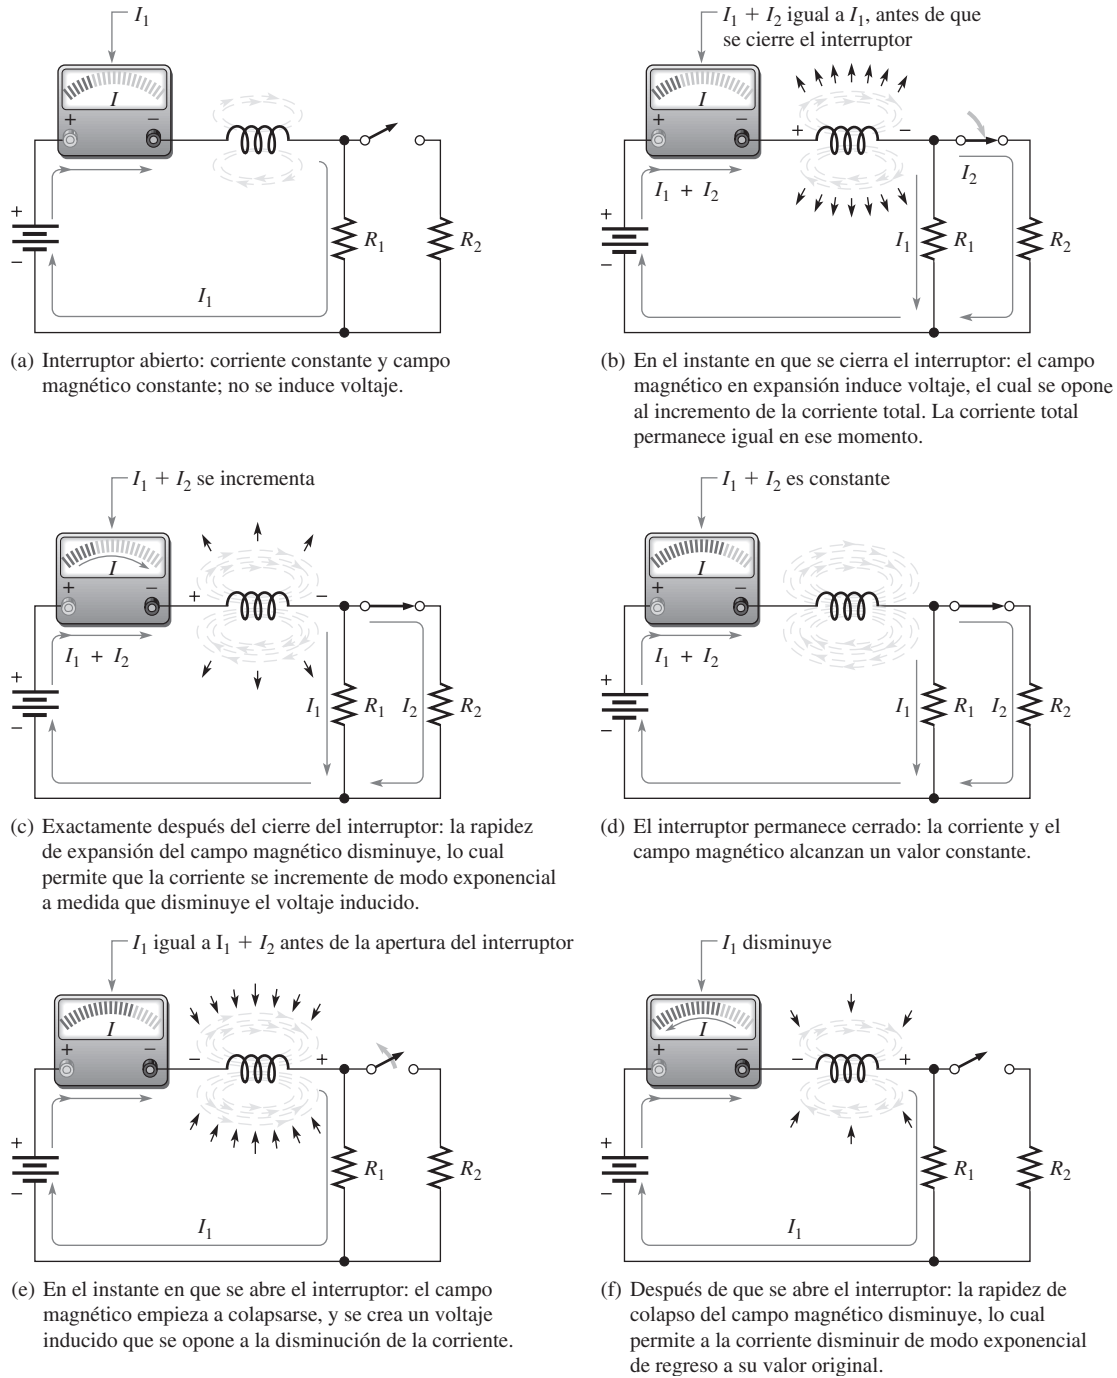 I₁
I
+ −
+
−
R₁
R₂
I₁
(a) Interruptor abierto: corriente constante y campo
magnético constante; no se induce voltaje.
I₁ + I₂ igual a I₁, antes de que
se cierre el interruptor
I
+ −
+ −
I₂
I₁ + I₂
+
−
I₁
R₁
R₂
(b) En el instante en que se cierra el interruptor: el campo
magnético en expansión induce voltaje, el cual se opone
al incremento de la corriente total. La corriente total
permanece igual en ese momento.
I₁ + I₂ se incrementa
I
+ −
+ −
I₁ + I₂
+
−
I₁
R₁
I₂
R₂
(c) Exactamente después del cierre del interruptor: la rapidez
de expansión del campo magnético disminuye, lo cual
permite que la corriente se incremente de modo exponencial
a medida que disminuye el voltaje inducido.
I₁ + I₂ es constante
I
+ −
I₁ + I₂
+
−
I₁
R₁
I₂
R₂
(d) El interruptor permanece cerrado: la corriente y el
campo magnético alcanzan un valor constante.
I₁ igual a I₁ + I₂ antes de la apertura del interruptor
I
+ −
− +
+
−
R₁
R₂
I₁
(e) En el instante en que se abre el interruptor: el campo
magnético empieza a colapsarse, y se crea un voltaje
inducido que se opone a la disminución de la corriente.
I₁ disminuye
I
+ −
− +
+
−
R₁
R₂
I₁
(f) Después de que se abre el interruptor: la rapidez de
colapso del campo magnético disminuye, lo cual
permite a la corriente disminuir de modo exponencial
de regreso a su valor original.